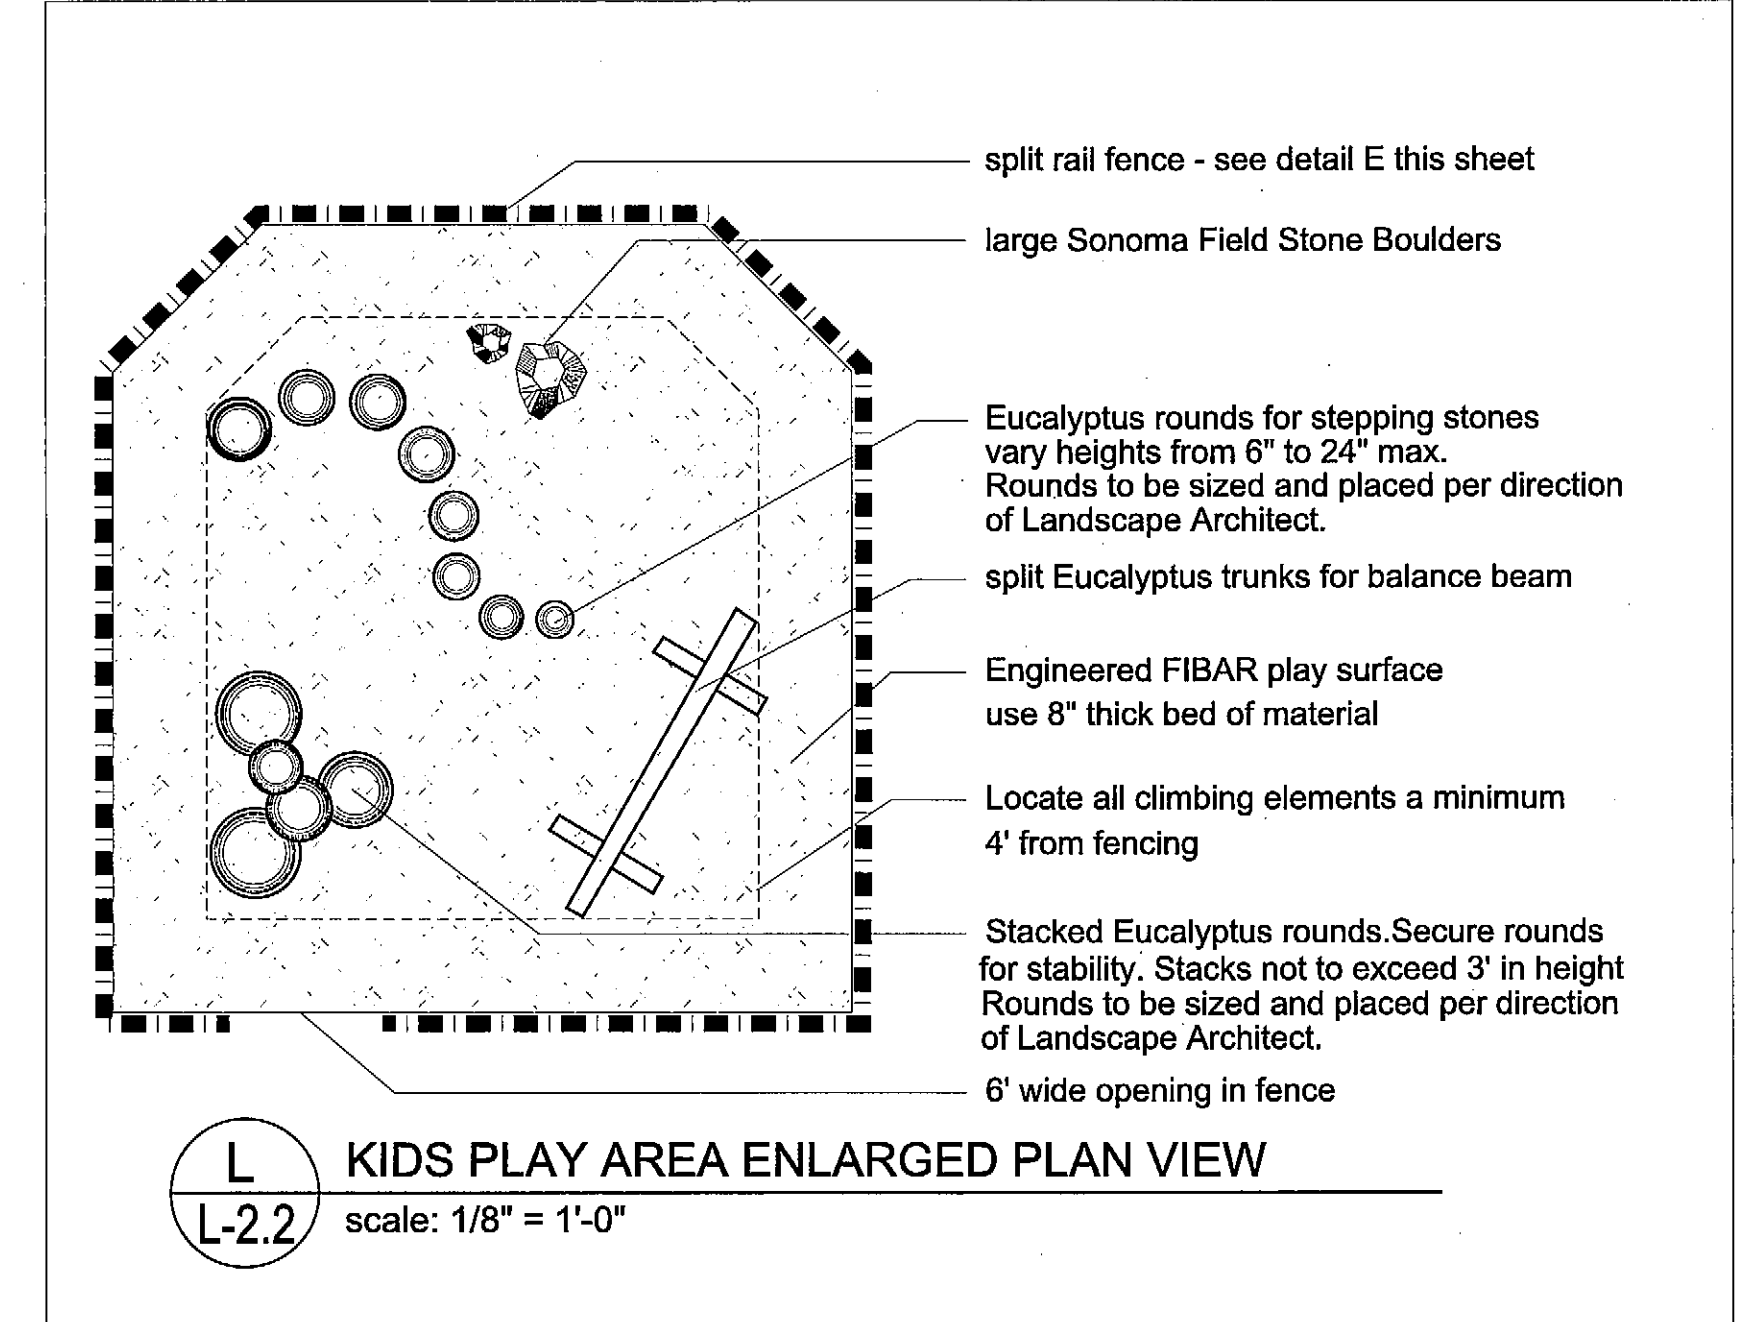 split rail fence - see detail E this sheet
large Sonoma Field Stone Boulders
Eucalyptus rounds for stepping stones
vary heights from 6" to 24" max.
Rounds to be sized and placed per direction
of Landscape Architect.
split Eucalyptus trunks for balance beam
Engineered FIBAR play surface
use 8" thick bed of material
Locate all climbing elements a minimum
4' from fencing
Stacked Eucalyptus rounds.Secure rounds
for stability. Stacks not to exceed 3' in height
Rounds to be sized and placed per direction
of Landscape Architect.
6' wide opening in fence
L
KIDS PLAY AREA ENLARGED PLAN VIEW
L-2.2
scale: 1/8" = 1'-0"